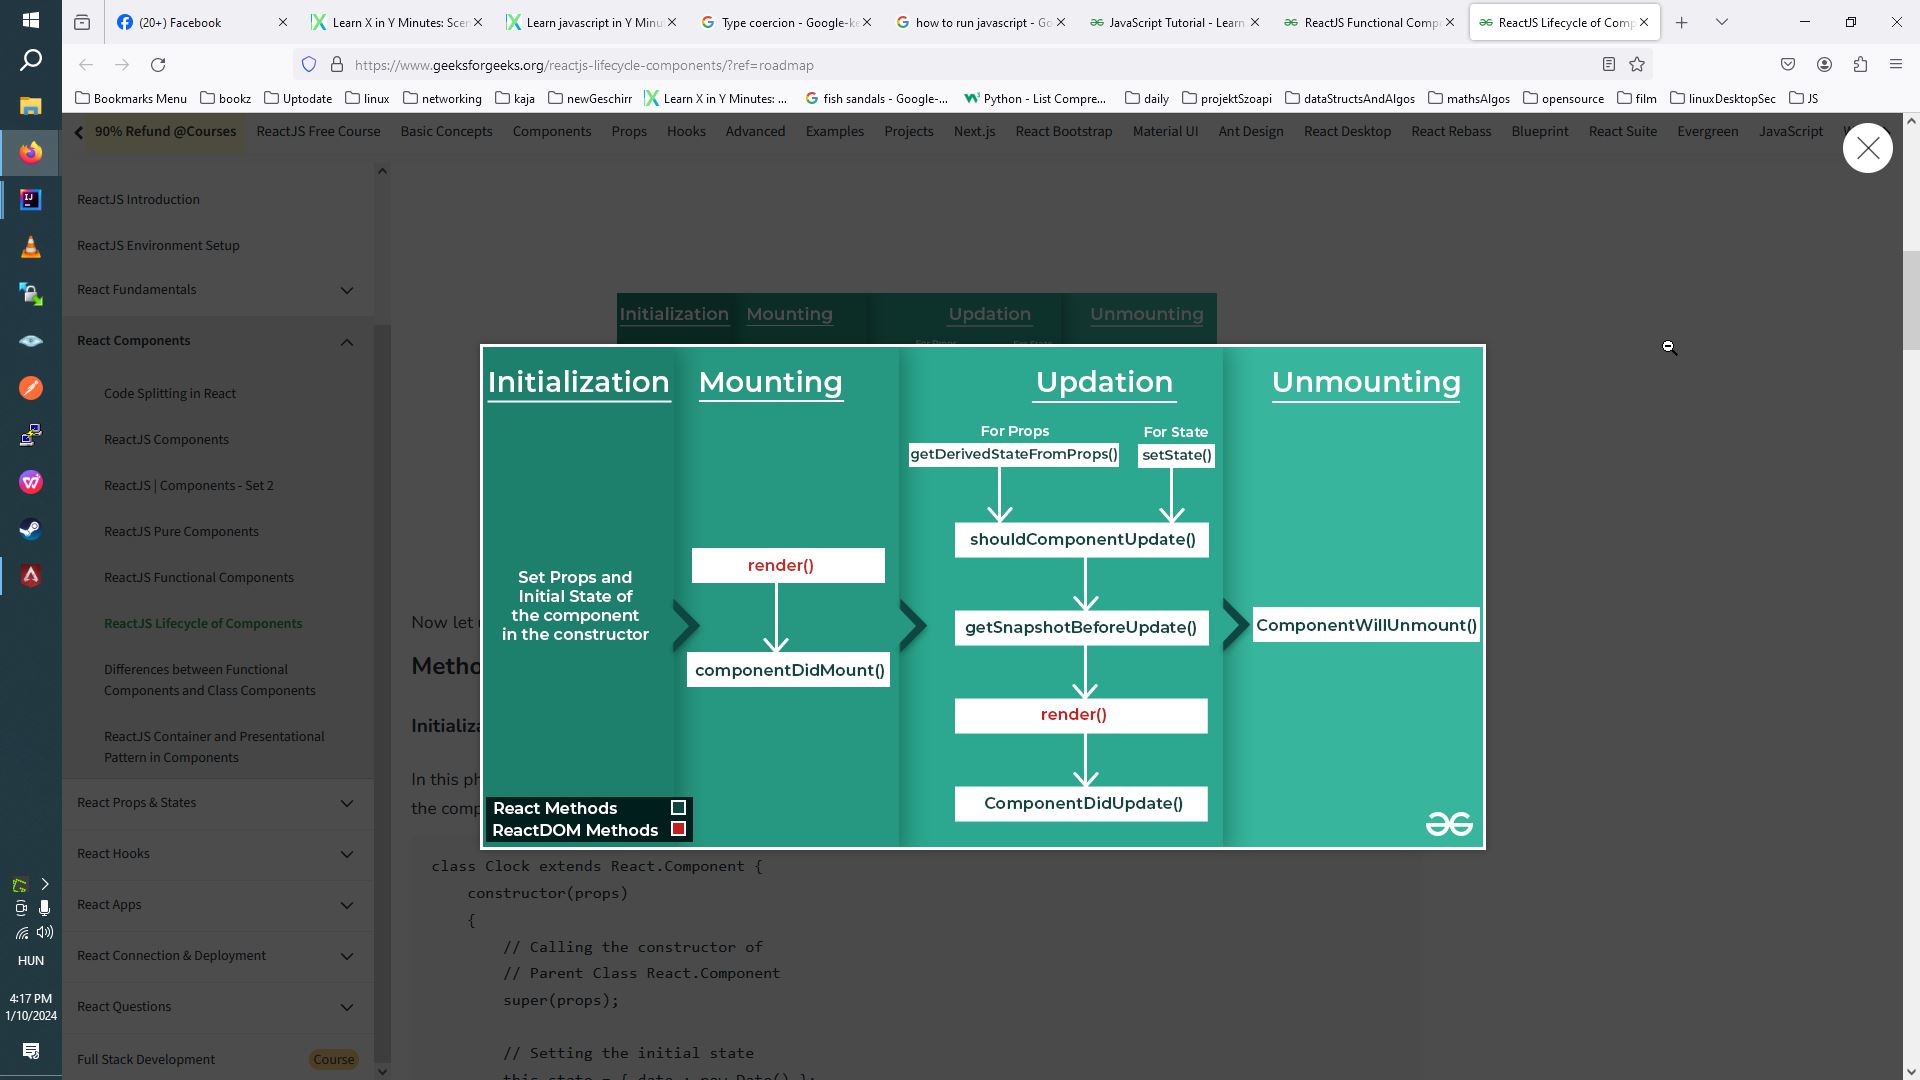 (20+) Facebook
Learn X in Y Minutes: Scen
Learn javascript in Y Minu
Type coercion - Google-ke
how to run javascript - Go
JavaScript Tutorial - Learn
ReactJS Functional Comp
ReactJS Lifecycle of Comp
https://www.geeksforgeeks.org/reactjs-lifecycle-components/?ref=roadmap
Bookmarks Menu
bookz
Uptodate
linux
networking
kaja
newGeschirr
Learn X in Y Minutes: ...
fish sandals - Google-...
Python - List Compre...
daily
projektSzoapi
dataStructsAndAlgos
mathsAlgos
opensource
film
linuxDesktopSec
JS
90% Refund @Courses
ReactJS Free Course
Basic Concepts
Components
Props
Hooks
Advanced
Examples
Projects
Next.js
React Bootstrap
Material UI
Ant Design
React Desktop
React Rebass
Blueprint
React Suite
Evergreen
JavaScript
ReactJS Introduction
ReactJS Environment Setup
React Fundamentals
React Components
Code Splitting in React
ReactJS Components
ReactJS | Components - Set 2
ReactJS Pure Components
ReactJS Functional Components
ReactJS Lifecycle of Components
Differences between Functional
Components and Class Components
ReactJS Container and Presentational
Pattern in Components
React Props & States
React Hooks
React Apps
React Connection & Deployment
React Questions
Full Stack Development
Course
Initialization
Mounting
Updation
Unmounting
Initialization
Mounting
Updation
Unmounting
For Props
For State
getDerivedStateFromProps()
setState()
shouldComponentUpdate()
render()
Set Props and
Initial State of
the component
in the constructor
getSnapshotBeforeUpdate()
ComponentWillUnmount()
componentDidMount()
render()
ComponentDidUpdate()
React Methods
ReactDOM Methods
Now let
Metho
Initializa
In this ph
the comp
class Clock extends React.Component {
constructor(props)
{
// Calling the constructor of
// Parent Class React.Component
super(props);
// Setting the initial state
this.state = { date : new Date() };
HUN
4:17 PM
1/10/2024